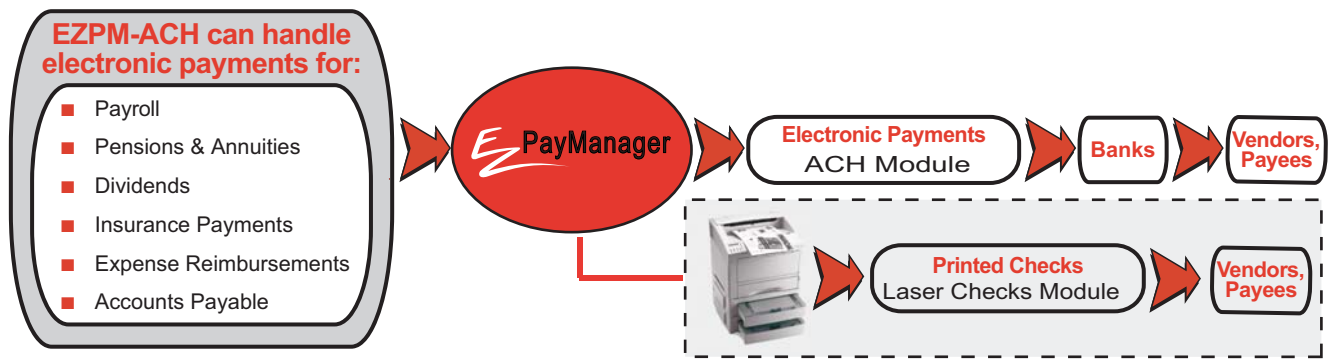 EZPM-ACH can handle
electronic payments for:
Payroll
Pensions & Annuities
Dividends
Insurance Payments
Expense Reimbursements
Accounts Payable
EZ PayManager
Electronic Payments
ACH Module
Banks
Vendors,
Payees
Printed Checks
Laser Checks Module
Vendors,
Payees